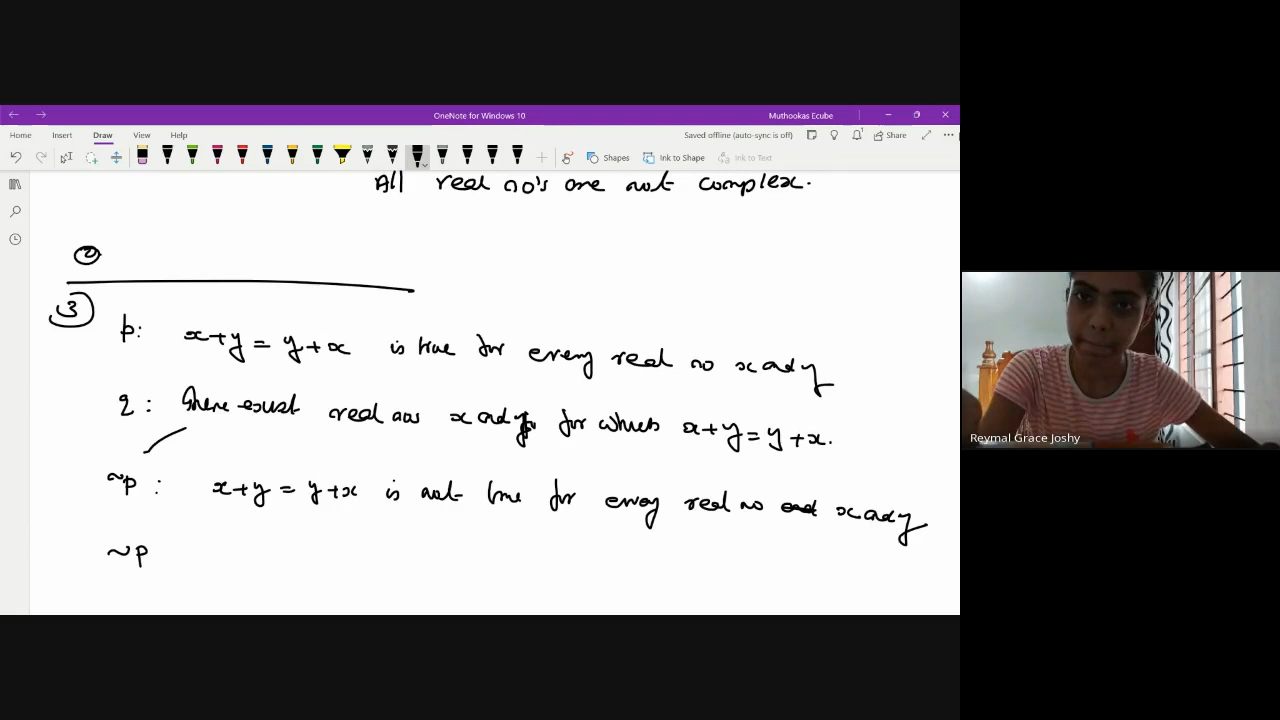 OneNote for Windows 10
Muthookas Ecube
Home Insert Draw View Help
Saved offline (auto-sync is off)
Share
Shapes
Ink to Shape
Ink to Text
All real no's are not complex.
②
③
p: x+y = y+x is true for every real no x and y
q: There exist real nos x and y for which x+y = y+x.
~p : x+y = y+x is not true for every real no x and y
~p
Reymal Grace Joshy